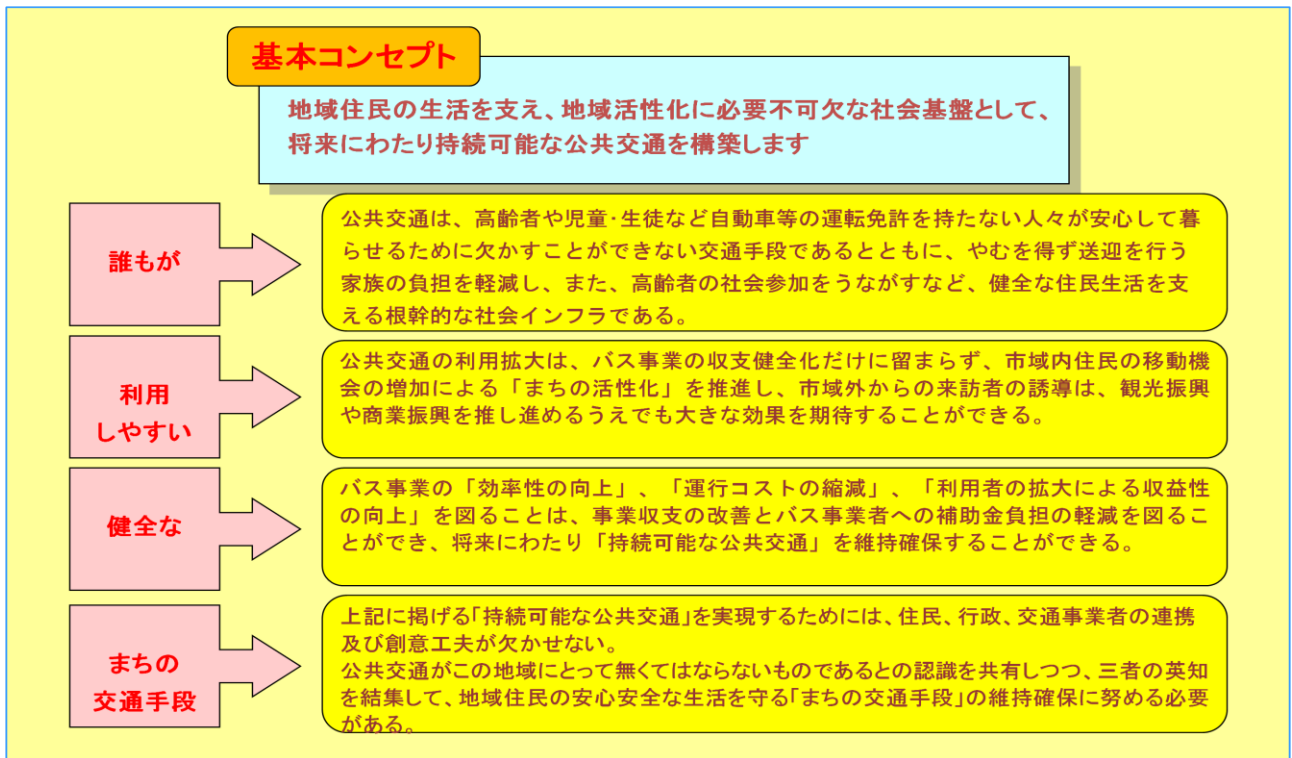 基本コンセプト
地域住民の生活を支え、地域活性化に必要不可欠な社会基盤として、
将来にわたり持続可能な公共交通を構築します
誰もが
公共交通は、高齢者や児童・生徒など自動車等の運転免許を持たない人々が安心して暮
らせるために欠かすことができない交通手段であるとともに、やむを得ず送迎を行う
家族の負担を軽減し、また、高齢者の社会参加をうながすなど、健全な住民生活を支
える根幹的な社会インフラである。
利用
しやすい
公共交通の利用拡大は、バス事業の収支健全化だけに留まらず、市域内住民の移動機
会の増加による「まちの活性化」を推進し、市域外からの来訪者の誘導は、観光振興
や商業振興を推し進めるうえでも大きな効果を期待することができる。
健全な
バス事業の「効率性の向上」、「運行コストの縮減」、「利用者の拡大による収益性
の向上」を図ることは、事業収支の改善とバス事業者への補助金負担の軽減を図るこ
とができ、将来にわたり「持続可能な公共交通」を維持確保することができる。
まちの
交通手段
上記に掲げる「持続可能な公共交通」を実現するためには、住民、行政、交通事業者の連携
及び創意工夫が欠かせない。
公共交通がこの地域にとって無くてはならないものであるとの認識を共有しつつ、三者の英知
を結集して、地域住民の安心安全な生活を守る「まちの交通手段」の維持確保に努める必要
がある。